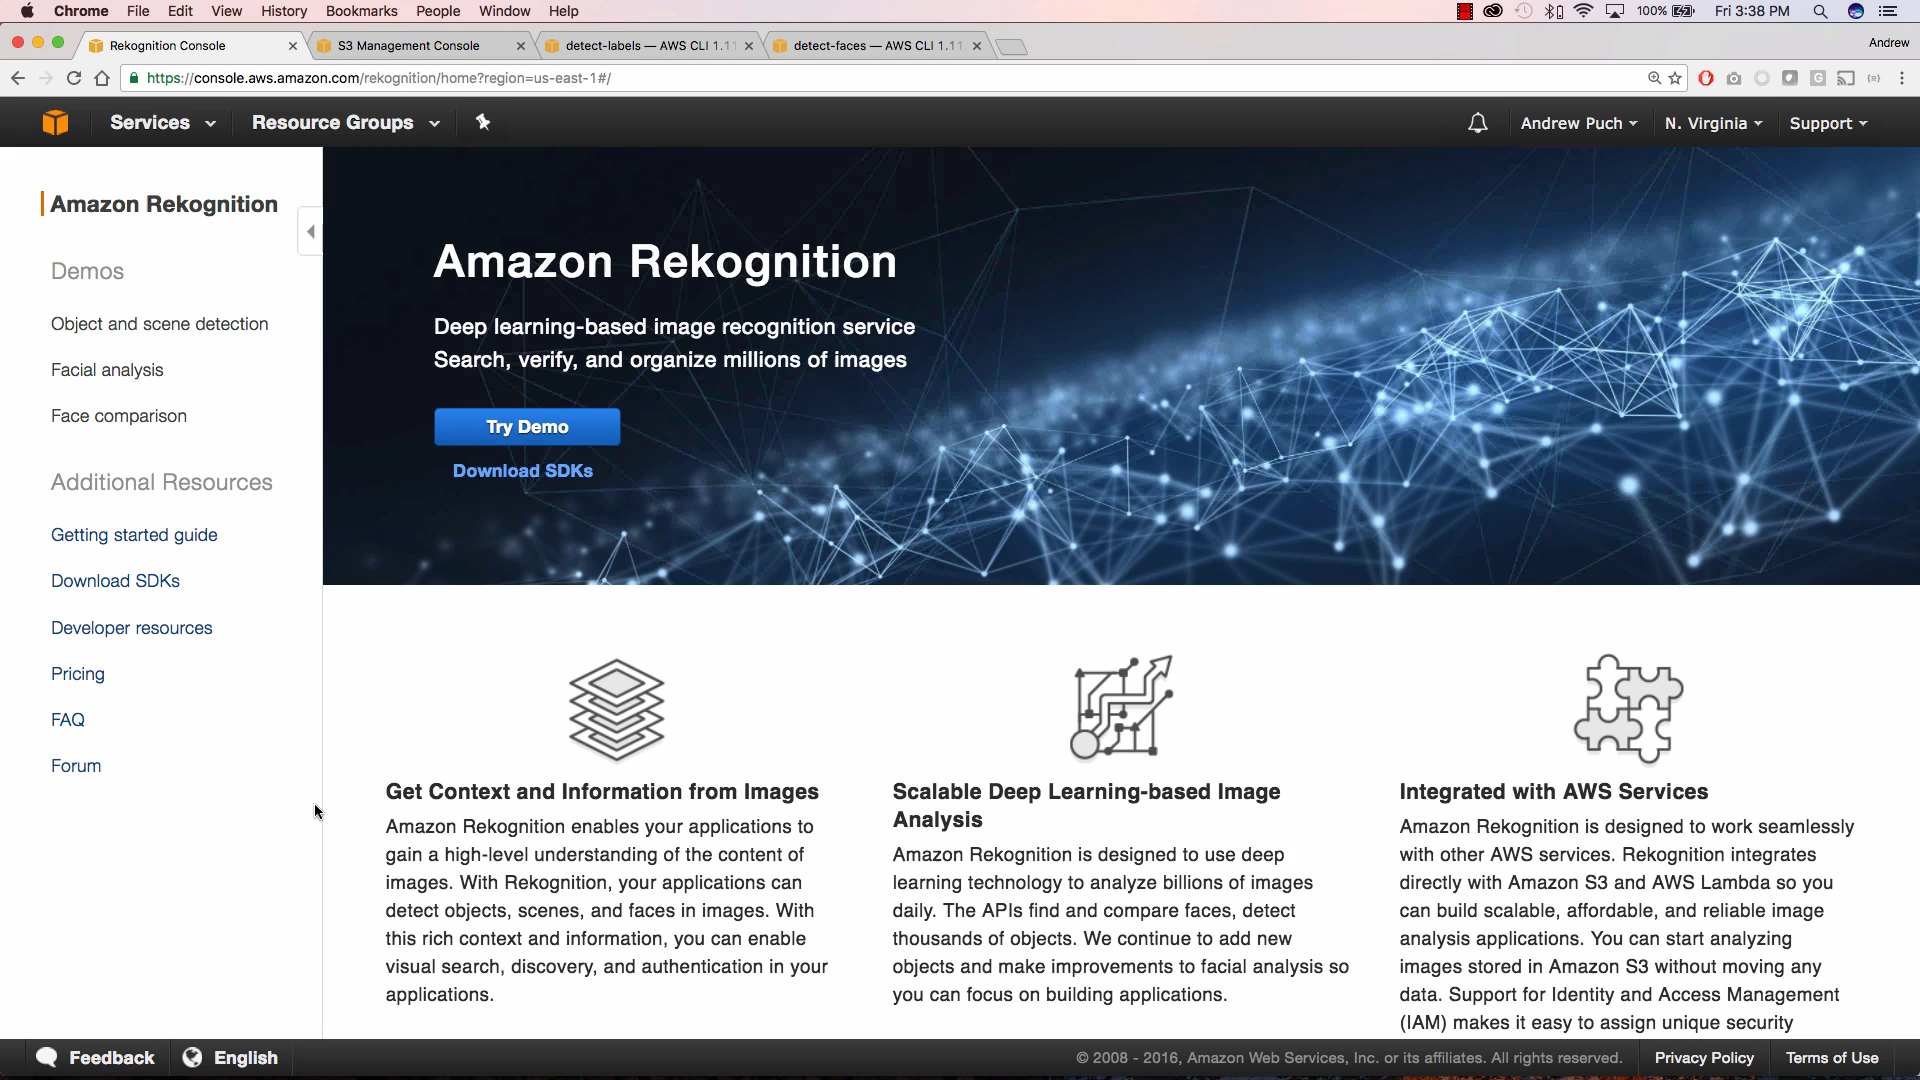 Chrome File Edit View History Bookmarks People Window Help 100% Fri 3:38 PM
Rekognition Console S3 Management Console detect-labels — AWS CLI 1.11 detect-faces — AWS CLI 1.11 Andrew
https://console.aws.amazon.com/rekognition/home?region=us-east-1#/
Services Resource Groups Andrew Puch N. Virginia Support
Amazon Rekognition
Demos
Object and scene detection
Facial analysis
Face comparison
Additional Resources
Getting started guide
Download SDKs
Developer resources
Pricing
FAQ
Forum
Amazon Rekognition
Deep learning-based image recognition service
Search, verify, and organize millions of images
Try Demo
Download SDKs
Get Context and Information from Images
Amazon Rekognition enables your applications to
gain a high-level understanding of the content of
images. With Rekognition, your applications can
detect objects, scenes, and faces in images. With
this rich context and information, you can enable
visual search, discovery, and authentication in your
applications.
Scalable Deep Learning-based Image
Analysis
Amazon Rekognition is designed to use deep
learning technology to analyze billions of images
daily. The APIs find and compare faces, detect
thousands of objects. We continue to add new
objects and make improvements to facial analysis so
you can focus on building applications.
Integrated with AWS Services
Amazon Rekognition is designed to work seamlessly
with other AWS services. Rekognition integrates
directly with Amazon S3 and AWS Lambda so you
can build scalable, affordable, and reliable image
analysis applications. You can start analyzing
images stored in Amazon S3 without moving any
data. Support for Identity and Access Management
(IAM) makes it easy to assign unique security
Feedback English © 2008 - 2016, Amazon Web Services, Inc. or its affiliates. All rights reserved. Privacy Policy Terms of Use